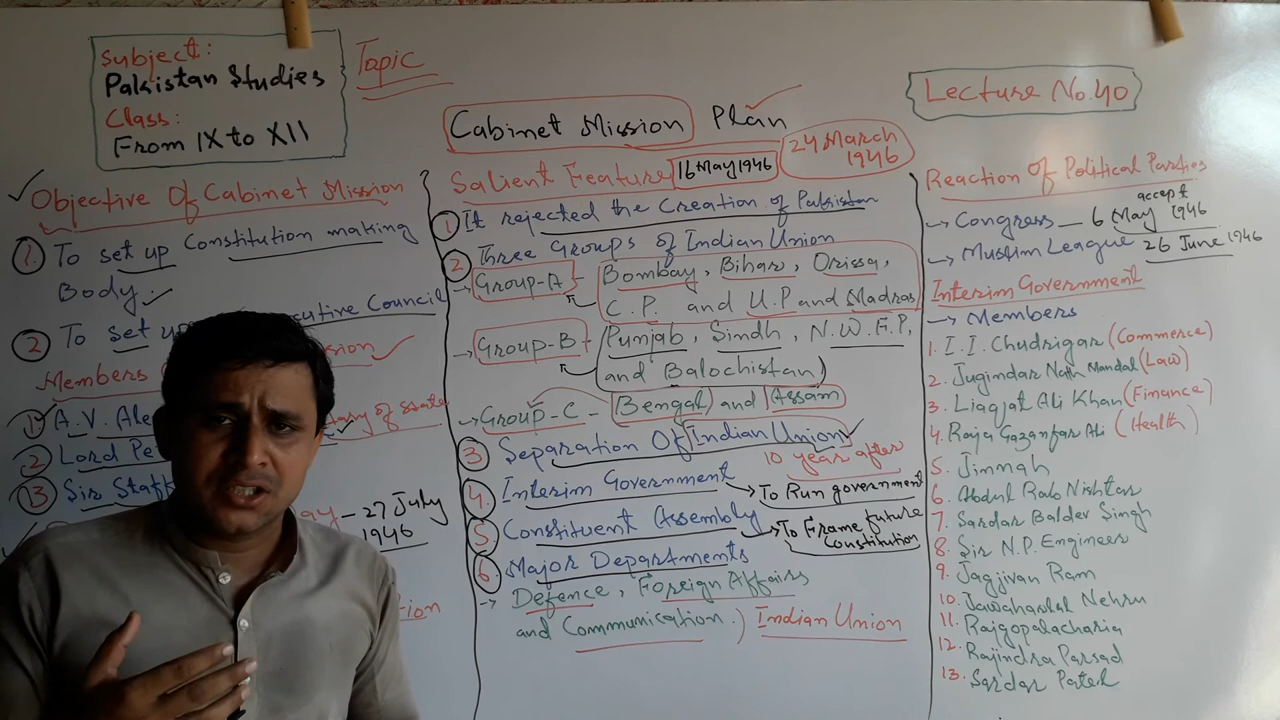 Subject:
Pakistan Studies
Class:
From IX to XII
Topic
Lecture No.40
Cabinet Mission Plan
Objective Of Cabinet Mission
1. To set up Constitution making
Body
2 To set up
Executive Council
Members
A.V. Ale
of state
2 Lord Pe
3 Sir Staff
27 July
1946
Salient Feature 16 May 1946
24 March
1946
1 It rejected the Creation of Pakistan
2 Three Groups of Indian Union
→ Group-A Bombay, Bihar, Orissa,
C.P. and U.P and Madras
→ Group-B (Punjab, Sindh, N.W.F.P,
and Balochistan)
→ Group-C - (Bengal) and Assam
3 Separation Of Indian Union
10 year after
4. Interim Government → To Run government
5 Constituent Assembly → To Frame future
constitution
6. Major Departments
→ Defence, Foreign Affairs
and Communication.) Indian Union
Reaction of Political Parties
accept
→ Congress — 6 May 1946
→ Muslim League 26 June 1946
Interim Government
→ Members
1. I.I. Chudrigar (Commerce)
2. Jugindar Nath Mandal (Law)
3. Liaqjat Ali Khan (Finance)
4. Raja Gazanfar Ali (Health)
5. Jinnah
6. Abdul Rab Nishtar
7. Sardar Baldev Singh
8. Sir N.P. Engineer
9. Jagjivan Ram
10. Jawaharlal Nehru
11. Rajgopalacharia
12. Rajindra Parsad
13. Sardar Patel